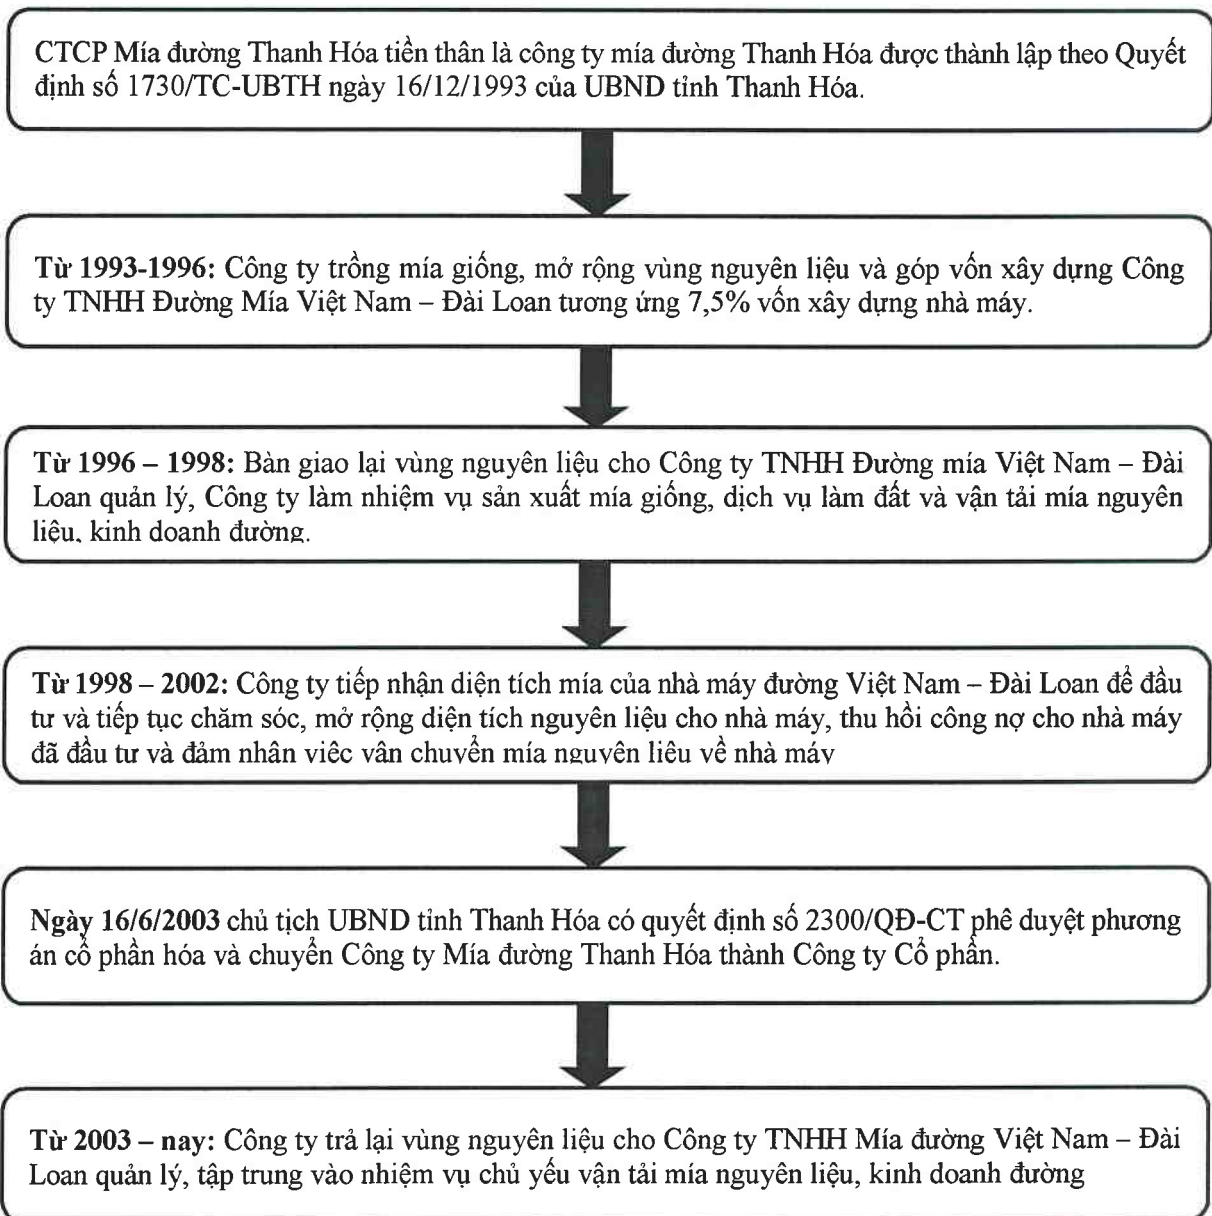 CTCP Mía đường Thanh Hóa tiền thân là công ty mía đường Thanh Hóa được thành lập theo Quyết
định số 1730/TC-UBTH ngày 16/12/1993 của UBND tỉnh Thanh Hóa.
Từ 1993-1996: Công ty trồng mía giống, mở rộng vùng nguyên liệu và góp vốn xây dựng Công
ty TNHH Đường Mía Việt Nam – Đài Loan tương ứng 7,5% vốn xây dựng nhà máy.
Từ 1996 – 1998: Bàn giao lại vùng nguyên liệu cho Công ty TNHH Đường mía Việt Nam – Đài
Loan quản lý, Công ty làm nhiệm vụ sản xuất mía giống, dịch vụ làm đất và vận tải mía nguyên
liệu, kinh doanh đường.
Từ 1998 – 2002: Công ty tiếp nhận diện tích mía của nhà máy đường Việt Nam – Đài Loan để đầu
tư và tiếp tục chăm sóc, mở rộng diện tích nguyên liệu cho nhà máy, thu hồi công nợ cho nhà máy
đã đầu tư và đảm nhận việc vận chuyển mía nguyên liệu về nhà máy
Ngày 16/6/2003 chủ tịch UBND tỉnh Thanh Hóa có quyết định số 2300/QĐ-CT phê duyệt phương
án cổ phần hóa và chuyển Công ty Mía đường Thanh Hóa thành Công ty Cổ phần.
Từ 2003 – nay: Công ty trả lại vùng nguyên liệu cho Công ty TNHH Mía đường Việt Nam – Đài
Loan quản lý, tập trung vào nhiệm vụ chủ yếu vận tải mía nguyên liệu, kinh doanh đường